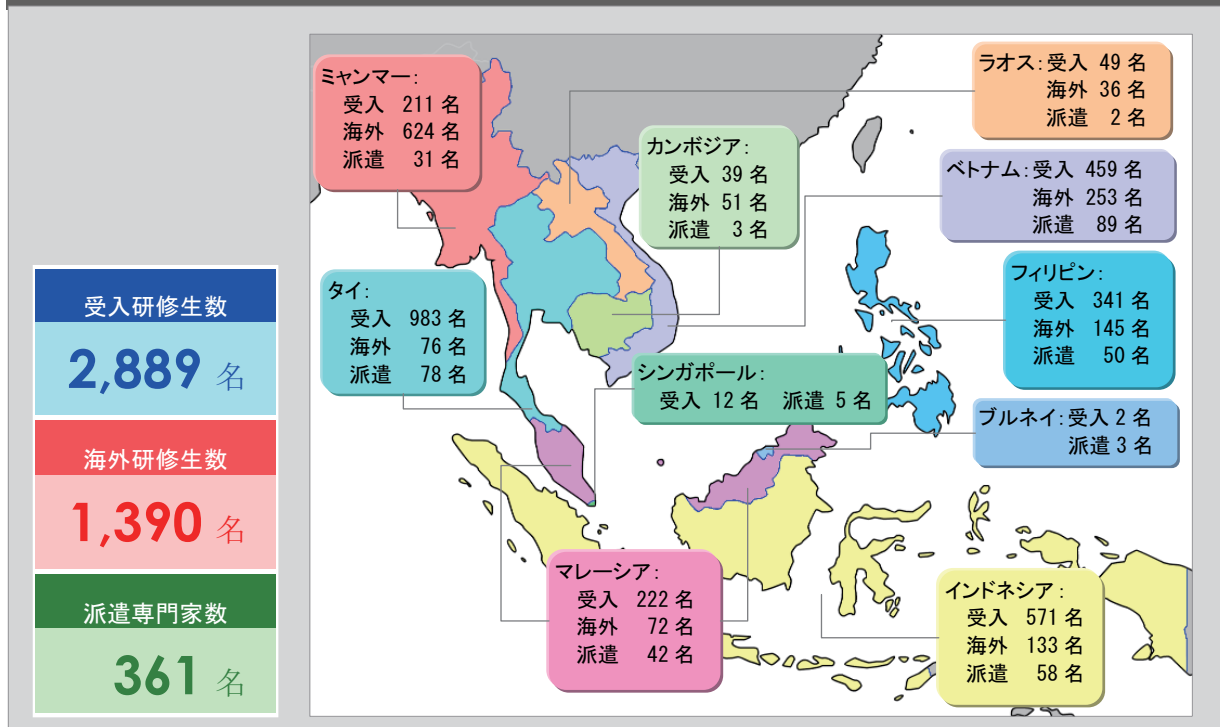 受入研修生数
2,889 名
海外研修生数
1,390 名
派遣専門家数
361 名
ミャンマー：
受入 211 名
海外 624 名
派遣 31 名
カンボジア：
受入 39 名
海外 51 名
派遣 3 名
ラオス：受入 49 名
海外 36 名
派遣 2 名
ベトナム：受入 459 名
海外 253 名
派遣 89 名
タイ：
受入 983 名
海外 76 名
派遣 78 名
フィリピン：
受入 341 名
海外 145 名
派遣 50 名
シンガポール：
受入 12 名 派遣 5 名
ブルネイ：受入 2 名
派遣 3 名
マレーシア：
受入 222 名
海外 72 名
派遣 42 名
インドネシア：
受入 571 名
海外 133 名
派遣 58 名